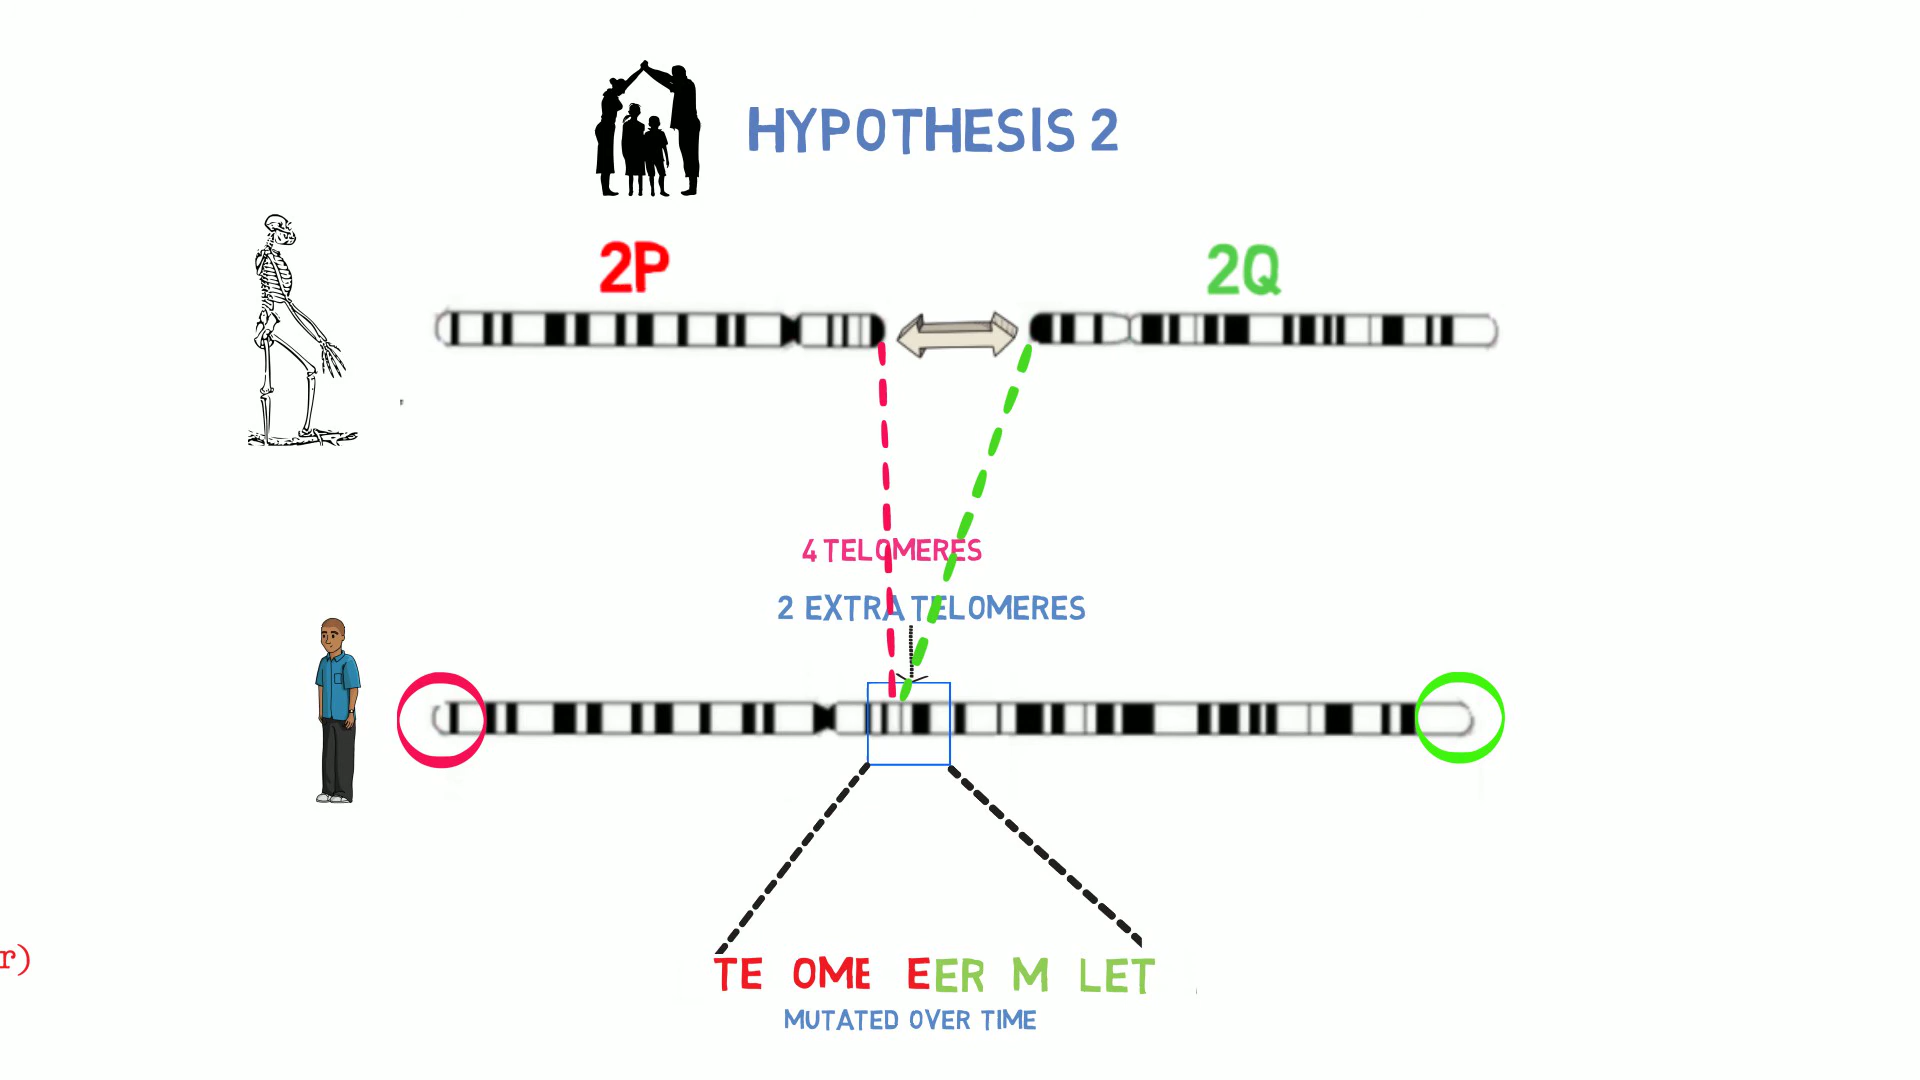 HYPOTHESIS 2
2P
2Q
4 TELOMERES
2 EXTRA TELOMERES
r)
TE OME EER M LET
MUTATED OVER TIME